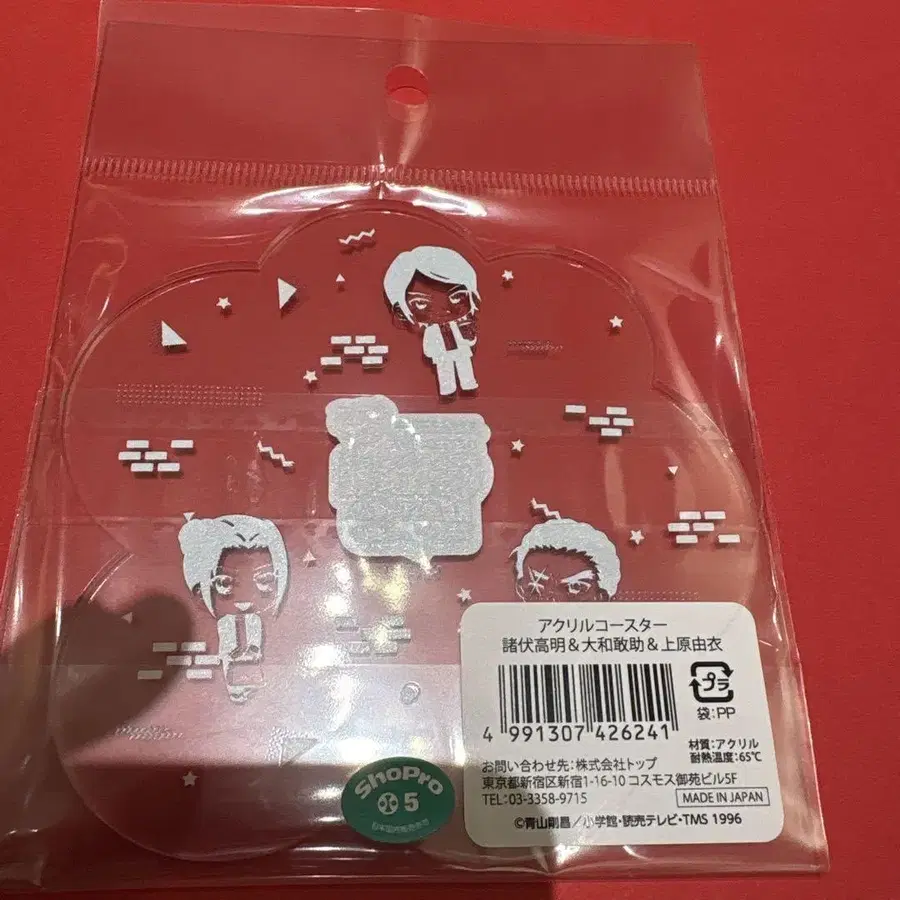 アクリルコースター
諸伏高明&大和敢助&上原由衣
4 991307 426241
プラ
袋:PP
材質:アクリル
耐熱温度:65℃
お問い合わせ先:株式会社トップ
東京都新宿区新宿1-16-10 コスモス御苑ビル5F
TEL:03-3358-9715
MADE IN JAPAN
©青山剛昌/小学館・読売テレビ・TMS 1996
ShoPro
5